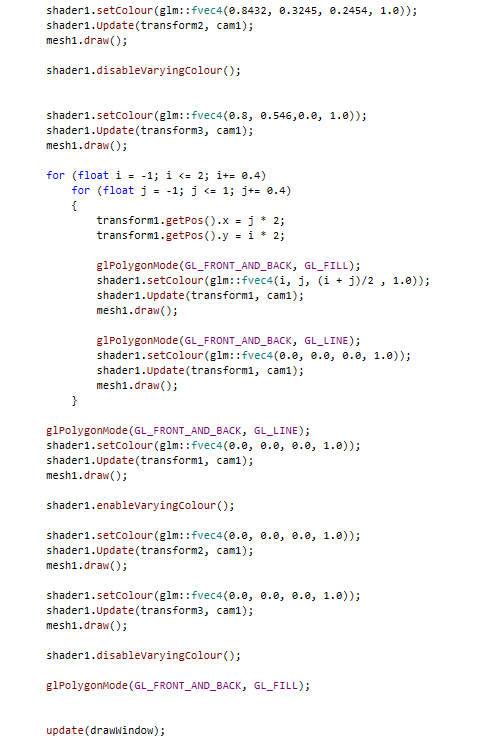 shader1.setColour(glm::fvec4(0.8432, 0.3245, 0.2454, 1.0));
shader1.Update(transform2, cam1);
mesh1.draw();

shader1.disableVaryingColour();


shader1.setColour(glm::fvec4(0.8, 0.546,0.0, 1.0));
shader1.Update(transform3, cam1);
mesh1.draw();

for (float i = -1; i <= 2; i+= 0.4)
    for (float j = -1; j <= 1; j+= 0.4)
    {
        transform1.getPos().x = j * 2;
        transform1.getPos().y = i * 2;

        glPolygonMode(GL_FRONT_AND_BACK, GL_FILL);
        shader1.setColour(glm::fvec4(i, j, (i + j)/2 , 1.0));
        shader1.Update(transform1, cam1);
        mesh1.draw();

        glPolygonMode(GL_FRONT_AND_BACK, GL_LINE);
        shader1.setColour(glm::fvec4(0.0, 0.0, 0.0, 1.0));
        shader1.Update(transform1, cam1);
        mesh1.draw();
    }

glPolygonMode(GL_FRONT_AND_BACK, GL_LINE);
shader1.setColour(glm::fvec4(0.0, 0.0, 0.0, 1.0));
shader1.Update(transform1, cam1);
mesh1.draw();

shader1.enableVaryingColour();

shader1.setColour(glm::fvec4(0.0, 0.0, 0.0, 1.0));
shader1.Update(transform2, cam1);
mesh1.draw();

shader1.setColour(glm::fvec4(0.0, 0.0, 0.0, 1.0));
shader1.Update(transform3, cam1);
mesh1.draw();

shader1.disableVaryingColour();

glPolygonMode(GL_FRONT_AND_BACK, GL_FILL);


update(drawWindow);